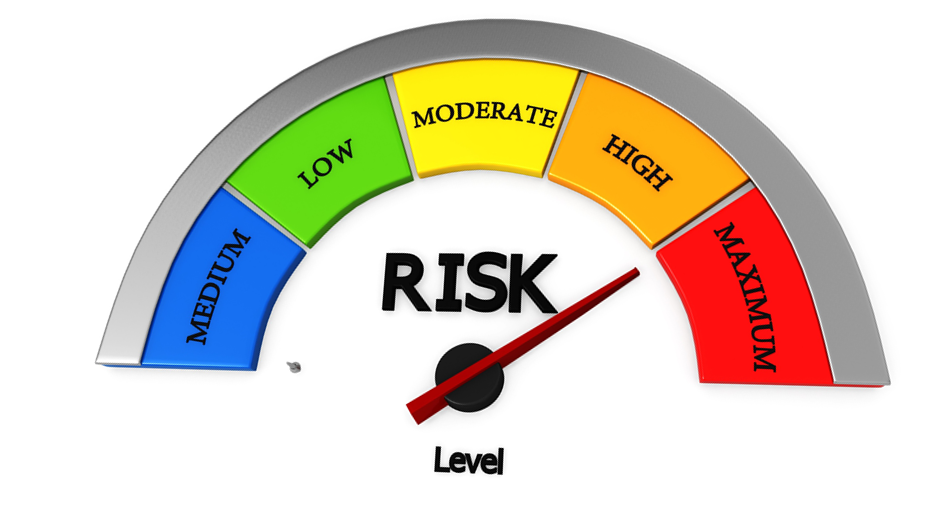 MEDIUM
LOW
MODERATE
HIGH
MAXIMUM
RISK
Level